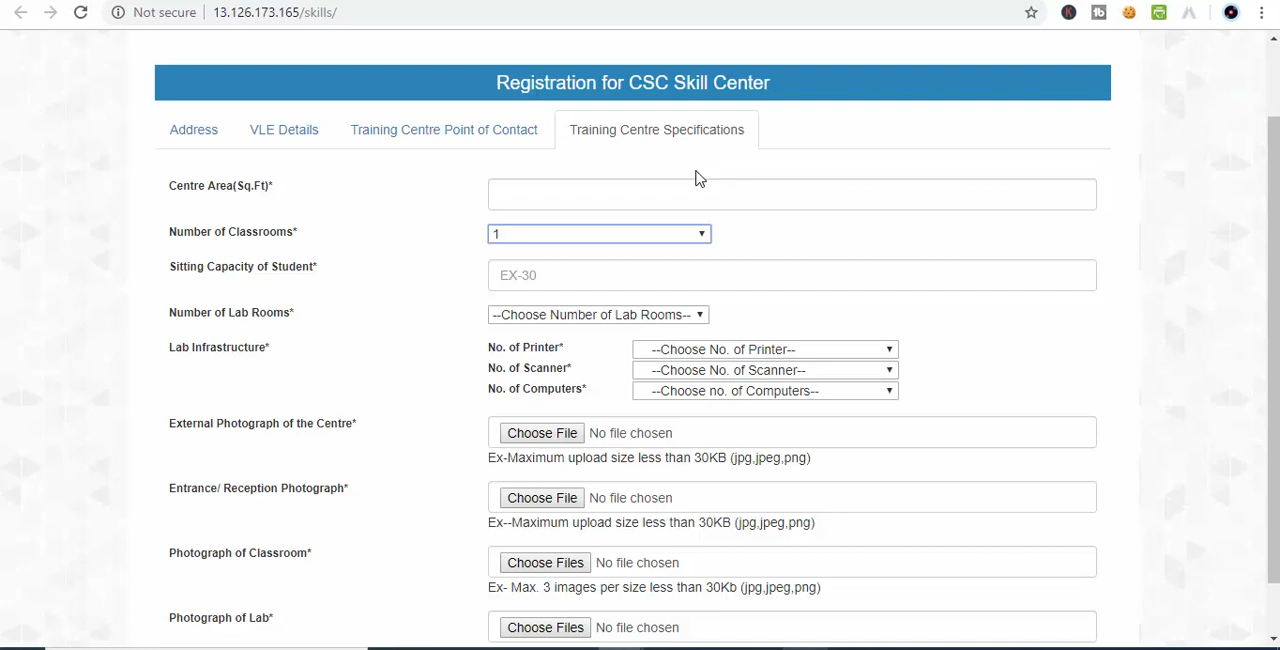 Not secure 13.126.173.165/skills/
Registration for CSC Skill Center
Address VLE Details Training Centre Point of Contact Training Centre Specifications
Centre Area(Sq.Ft)*
Number of Classrooms* 1
Sitting Capacity of Student* EX-30
Number of Lab Rooms* --Choose Number of Lab Rooms--
Lab Infrastructure* No. of Printer* --Choose No. of Printer--
No. of Scanner* --Choose No. of Scanner--
No. of Computers* --Choose no. of Computers--
External Photograph of the Centre* Choose File No file chosen
Ex-Maximum upload size less than 30KB (jpg,jpeg,png)
Entrance/ Reception Photograph* Choose File No file chosen
Ex--Maximum upload size less than 30KB (jpg,jpeg,png)
Photograph of Classroom* Choose Files No file chosen
Ex- Max. 3 images per size less than 30Kb (jpg,jpeg,png)
Photograph of Lab* Choose Files No file chosen